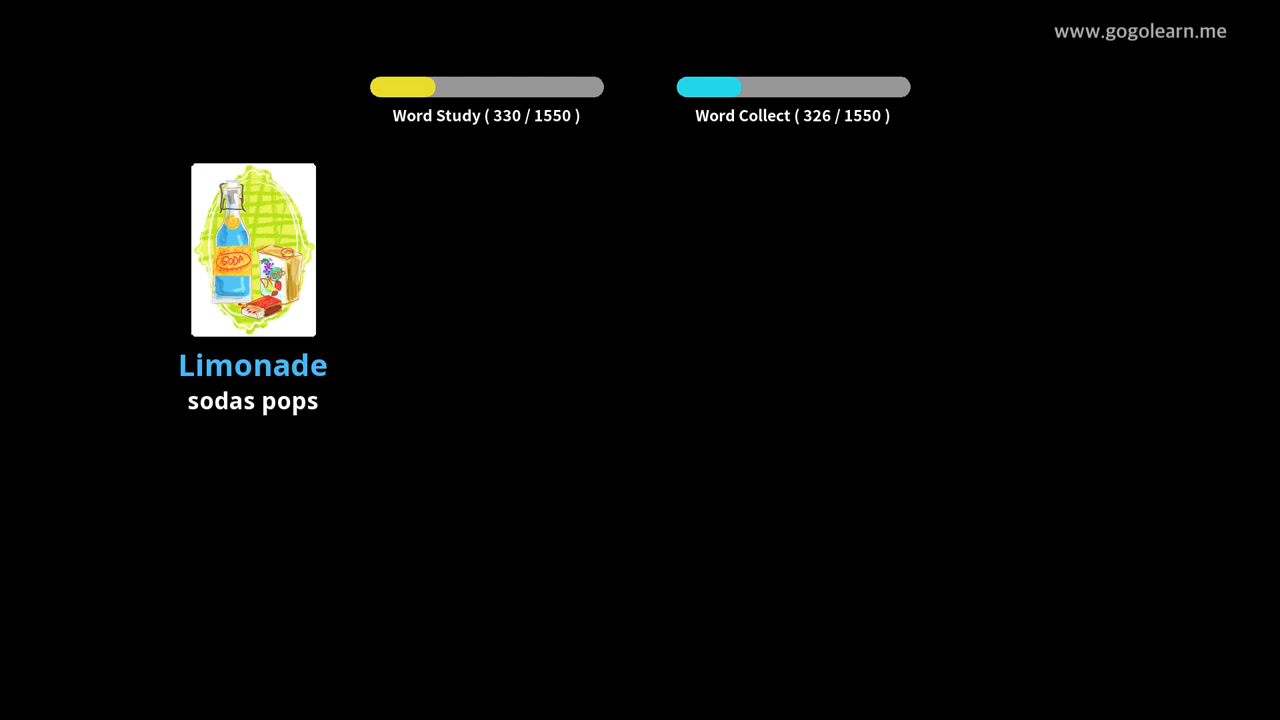 www.gogolearn.me
Word Study ( 330 / 1550 )
Word Collect ( 326 / 1550 )
SODA
Limonade
sodas pops